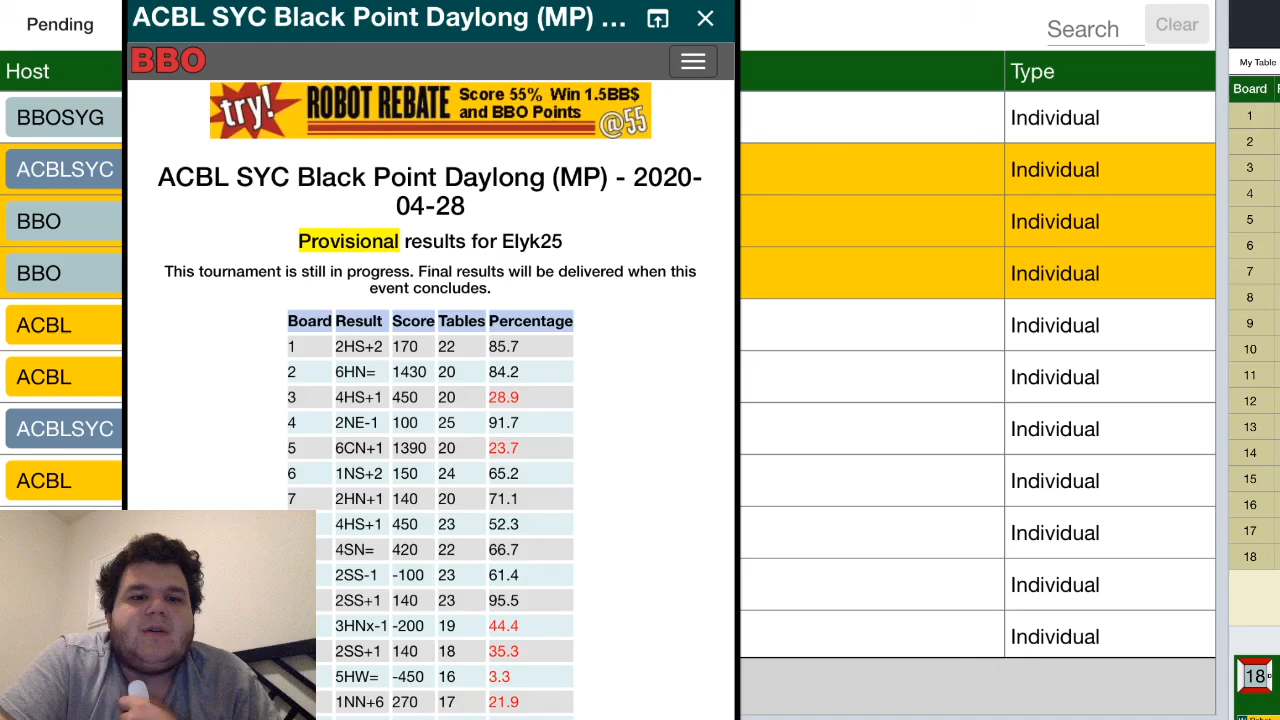 Pending
ACBL SYC Black Point Daylong (MP) ...
Search
Clear
My Table
BBO
Host
Type
Board
try!
ROBOT REBATE
Score 55% Win 1.5BB$
and BBO Points
@55
BBOSYG
Individual
ACBLSYC
Individual
BBO
Individual
BBO
Individual
ACBL
Individual
ACBL
Individual
ACBLSYC
Individual
ACBL
Individual
Individual
Individual
Individual
ACBL SYC Black Point Daylong (MP) - 2020-
04-28
Provisional results for Elyk25
This tournament is still in progress. Final results will be delivered when this
event concludes.
Board Result Score Tables Percentage
1 2HS+2 170 22 85.7
2 6HN= 1430 20 84.2
3 4HS+1 450 20 28.9
4 2NE-1 100 25 91.7
5 6CN+1 1390 20 23.7
6 1NS+2 150 24 65.2
7 2HN+1 140 20 71.1
4HS+1 450 23 52.3
4SN= 420 22 66.7
2SS-1 -100 23 61.4
2SS+1 140 23 95.5
3HNx-1 -200 19 44.4
2SS+1 140 18 35.3
5HW= -450 16 3.3
1NN+6 270 17 21.9
1
2
3
4
5
6
7
8
9
10
11
12
13
14
15
16
17
18
18